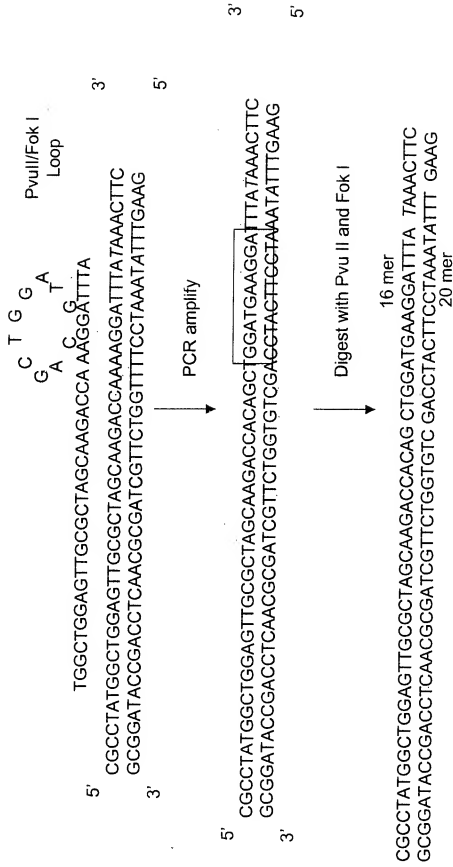 PvuII/Fok I
Loop
C T G G
G A
A C G T
TGGCTGGAGTTGCGCTAGCAAGACCA AAGGATTTA
5' 3'
CGCCTATGGCTGGAGTTGCGCTAGCAAGACCAAAAGGATTTATAAACTTC
GCGGATACCGACCTCAACGCGATCGTTCTGGTTTTCCTAAATATTTGAAG
3' 5'
PCR amplify
5' 3'
CGCCTATGGCTGGAGTTGCGCTAGCAAGACCACAGCTGGATGAAGGATTTATAAACTTC
GCGGATACCGACCTCAACGCGATCGTTCTGGTGTCGACCTACTTCCTAAATATTTGAAG
3' 5'
Digest with Pvu II and Fok I
16 mer
CGCCTATGGCTGGAGTTGCGCTAGCAAGACCACAG CTGGATGAAGGATTTA TAAACTTC
GCGGATACCGACCTCAACGCGATCGTTCTGGTGTC GACCTACTTCCTAAATATTT GAAG
20 mer